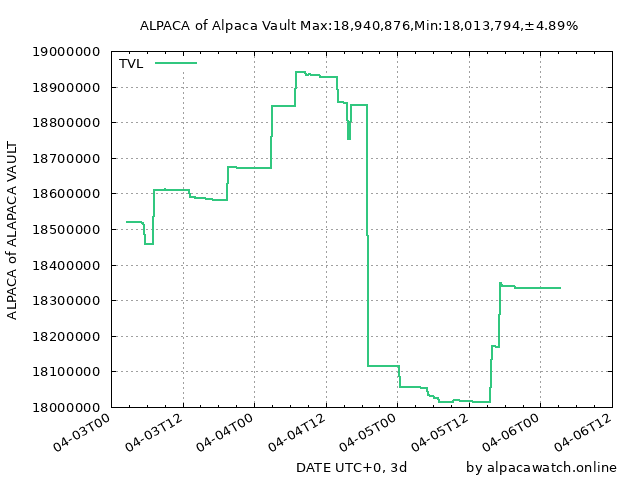 ALPACA of Alpaca Vault Max:18,940,876,Min:18,013,794,±4.89%
TVL
ALPACA of ALAPACA VAULT
19000000
18900000
18800000
18700000
18600000
18500000
18400000
18300000
18200000
18100000
18000000
04-03T00
04-03T12
04-04T00
04-04T12
04-05T00
04-05T12
04-06T00
04-06T12
DATE UTC+0, 3d
by alpacawatch.online